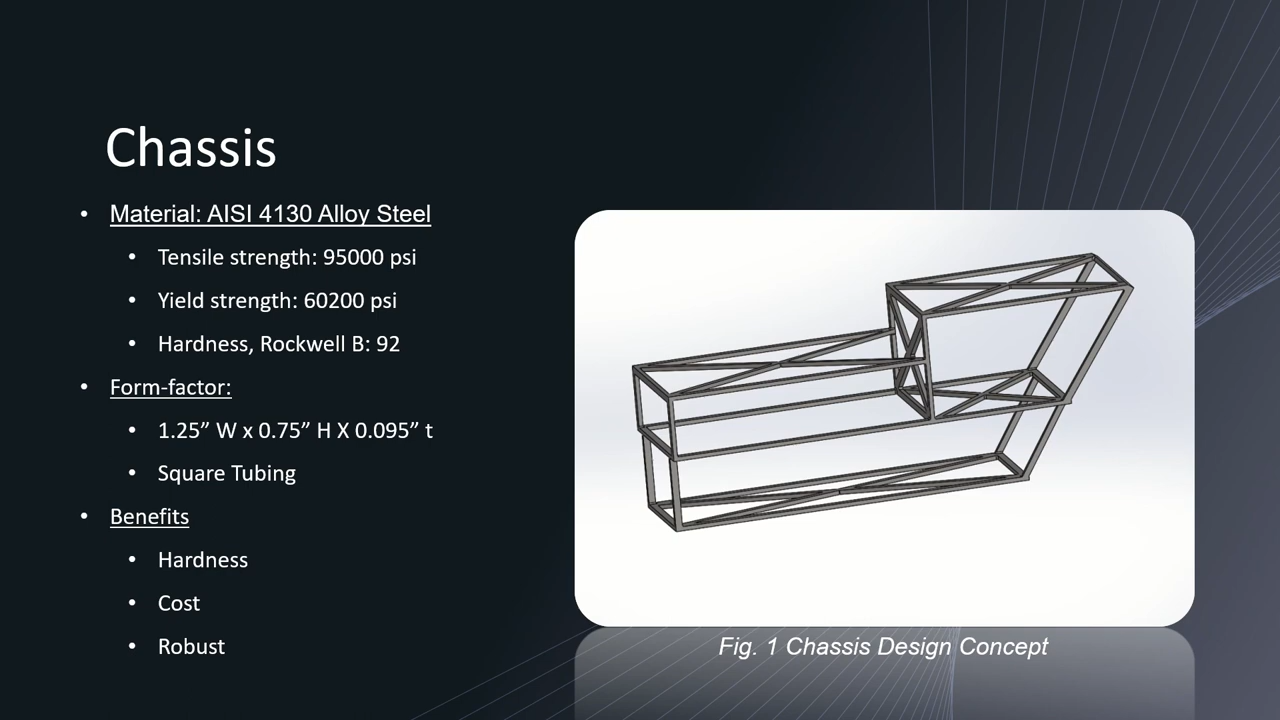 Chassis
• Material: AISI 4130 Alloy Steel
• Tensile strength: 95000 psi
• Yield strength: 60200 psi
• Hardness, Rockwell B: 92
• Form-factor:
• 1.25” W x 0.75” H X 0.095” t
• Square Tubing
• Benefits
• Hardness
• Cost
• Robust
Fig. 1 Chassis Design Concept